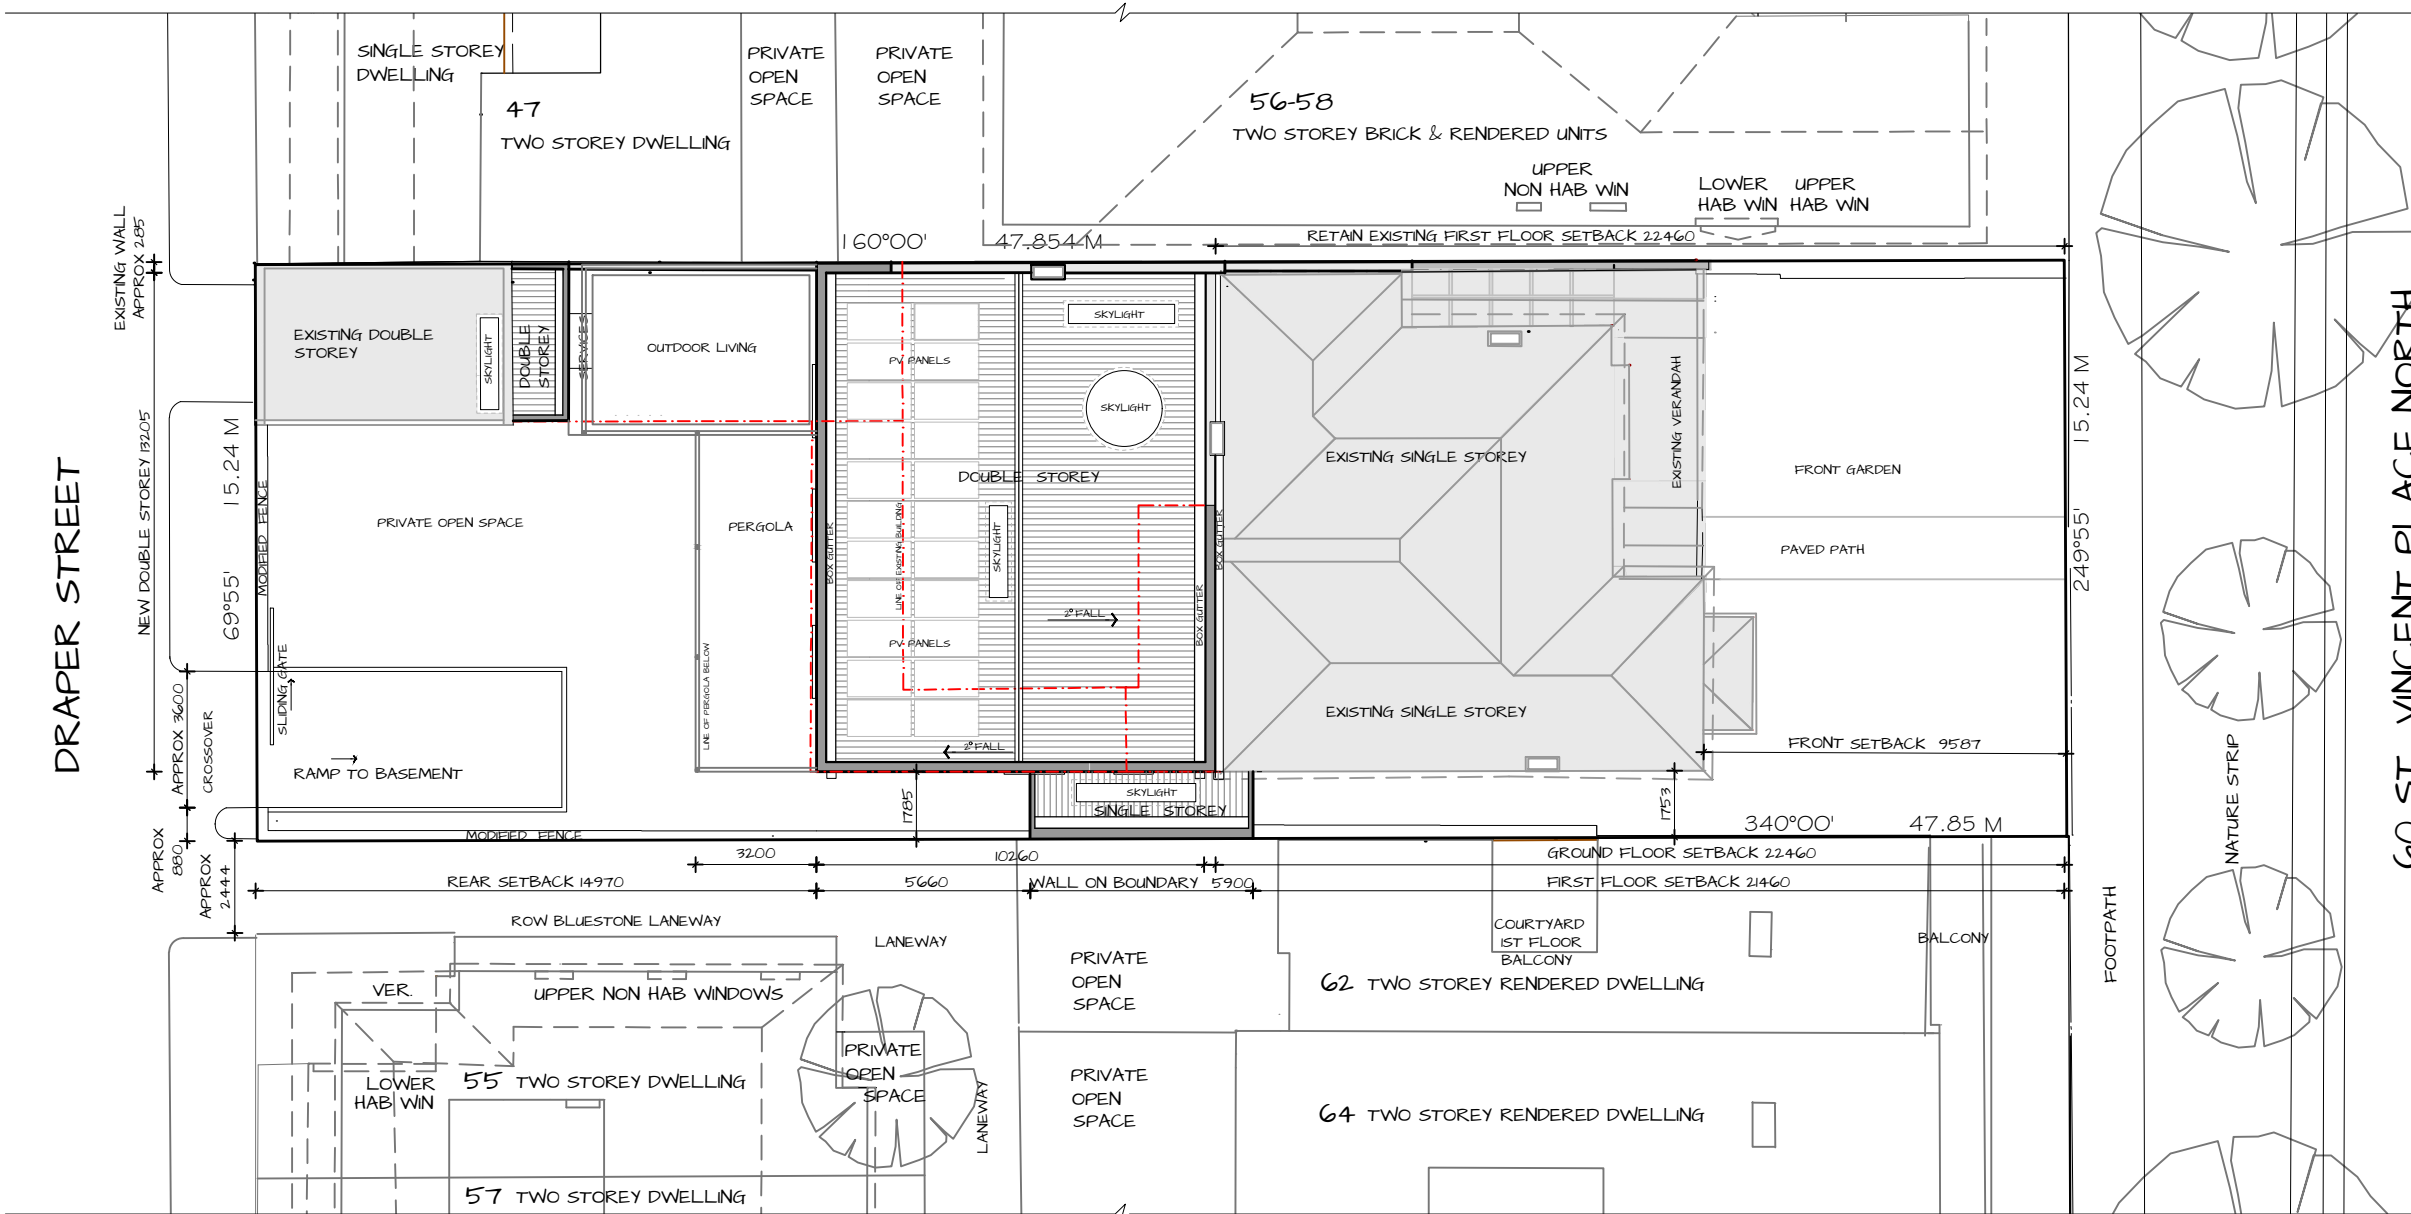 SINGLE STOREY
DWELLING
47
TWO STOREY DWELLING
PRIVATE
OPEN
SPACE
PRIVATE
OPEN
SPACE
56-58
TWO STOREY BRICK & RENDERED UNITS
UPPER
NON HAB WIN
LOWER
HAB WIN
UPPER
HAB WIN
160°00'
47.854 M
RETAIN EXISTING FIRST FLOOR SETBACK 22460
EXISTING WALL
APPROX 285
NEW DOUBLE STOREY 13205
15.24 M
69°55'
DRAPER STREET
EXISTING DOUBLE
STOREY
SKYLIGHT
DOUBLE
STOREY
SERVICES
OUTDOOR LIVING
PV PANELS
SKYLIGHT
SKYLIGHT
DOUBLE STOREY
SKYLIGHT
EXISTING SINGLE STOREY
EXISTING VERANDAH
FRONT GARDEN
PAVED PATH
15.24 M
249°55'
60 ST VINCENT PLACE NORTH
MODIFIED FENCE
PRIVATE OPEN SPACE
PERGOLA
BOX GUTTER
LINE OF EXISTING BUILDING
BOX GUTTER
BOX GUTTER
2° FALL
PV PANELS
LINE OF PERGOLA BELOW
2° FALL
EXISTING SINGLE STOREY
FRONT SETBACK 9587
SLIDING GATE
APPROX 3600
CROSSOVER
RAMP TO BASEMENT
MODIFIED FENCE
1785
SKYLIGHT
SINGLE STOREY
1753
340°00'
47.85 M
NATURE STRIP
APPROX
880
APPROX
2444
3200
10260
GROUND FLOOR SETBACK 22460
REAR SETBACK 14970
5660
WALL ON BOUNDARY 5900
FIRST FLOOR SETBACK 21460
ROW BLUESTONE LANEWAY
LANEWAY
COURTYARD
1ST FLOOR
BALCONY
BALCONY
FOOTPATH
PRIVATE
OPEN
SPACE
62 TWO STOREY RENDERED DWELLING
VER.
UPPER NON HAB WINDOWS
LOWER
HAB WIN
55 TWO STOREY DWELLING
PRIVATE
OPEN
SPACE
LANEWAY
PRIVATE
OPEN
SPACE
64 TWO STOREY RENDERED DWELLING
57 TWO STOREY DWELLING